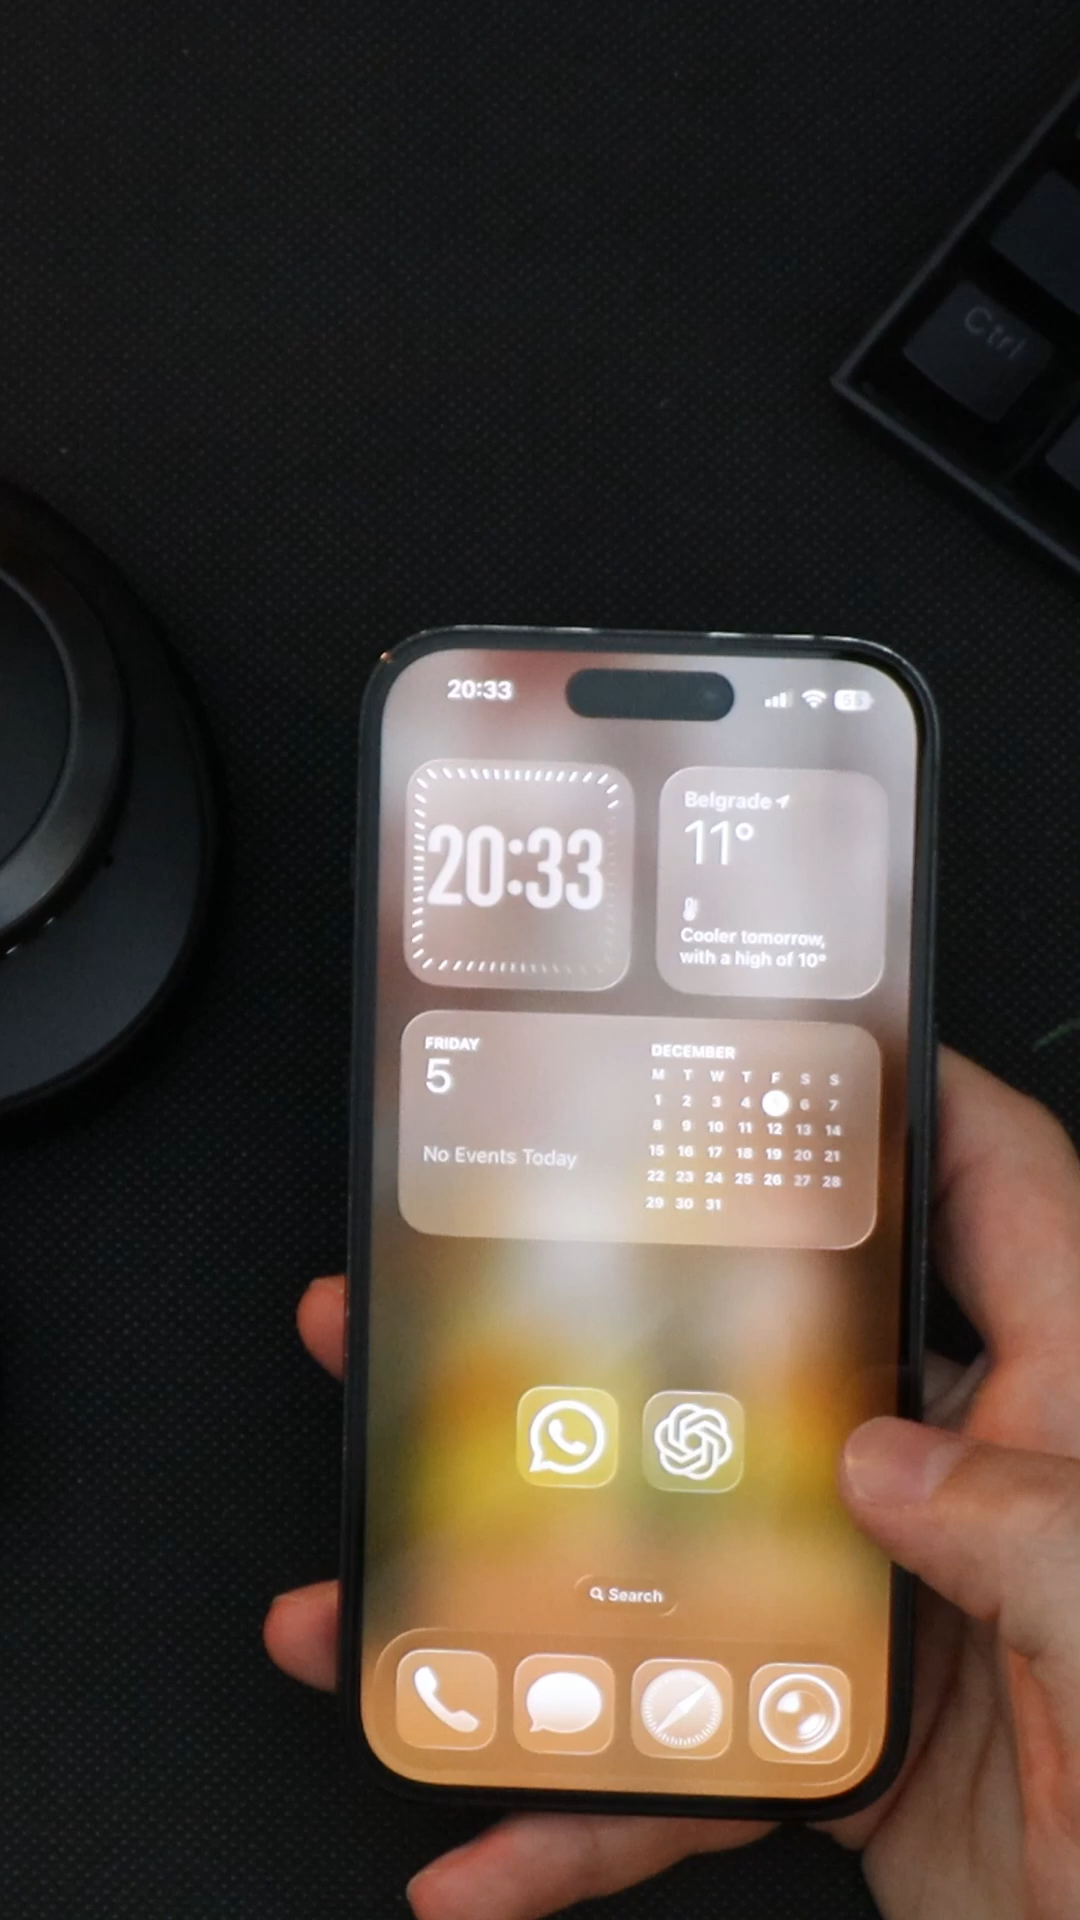 Ctrl
20:33
55
20:33
Belgrade
11°
Cooler tomorrow,
with a high of 10°
FRIDAY
5
No Events Today
DECEMBER
M T W T F S S
1 2 3 4 5 6 7
8 9 10 11 12 13 14
15 16 17 18 19 20 21
22 23 24 25 26 27 28
29 30 31
Search